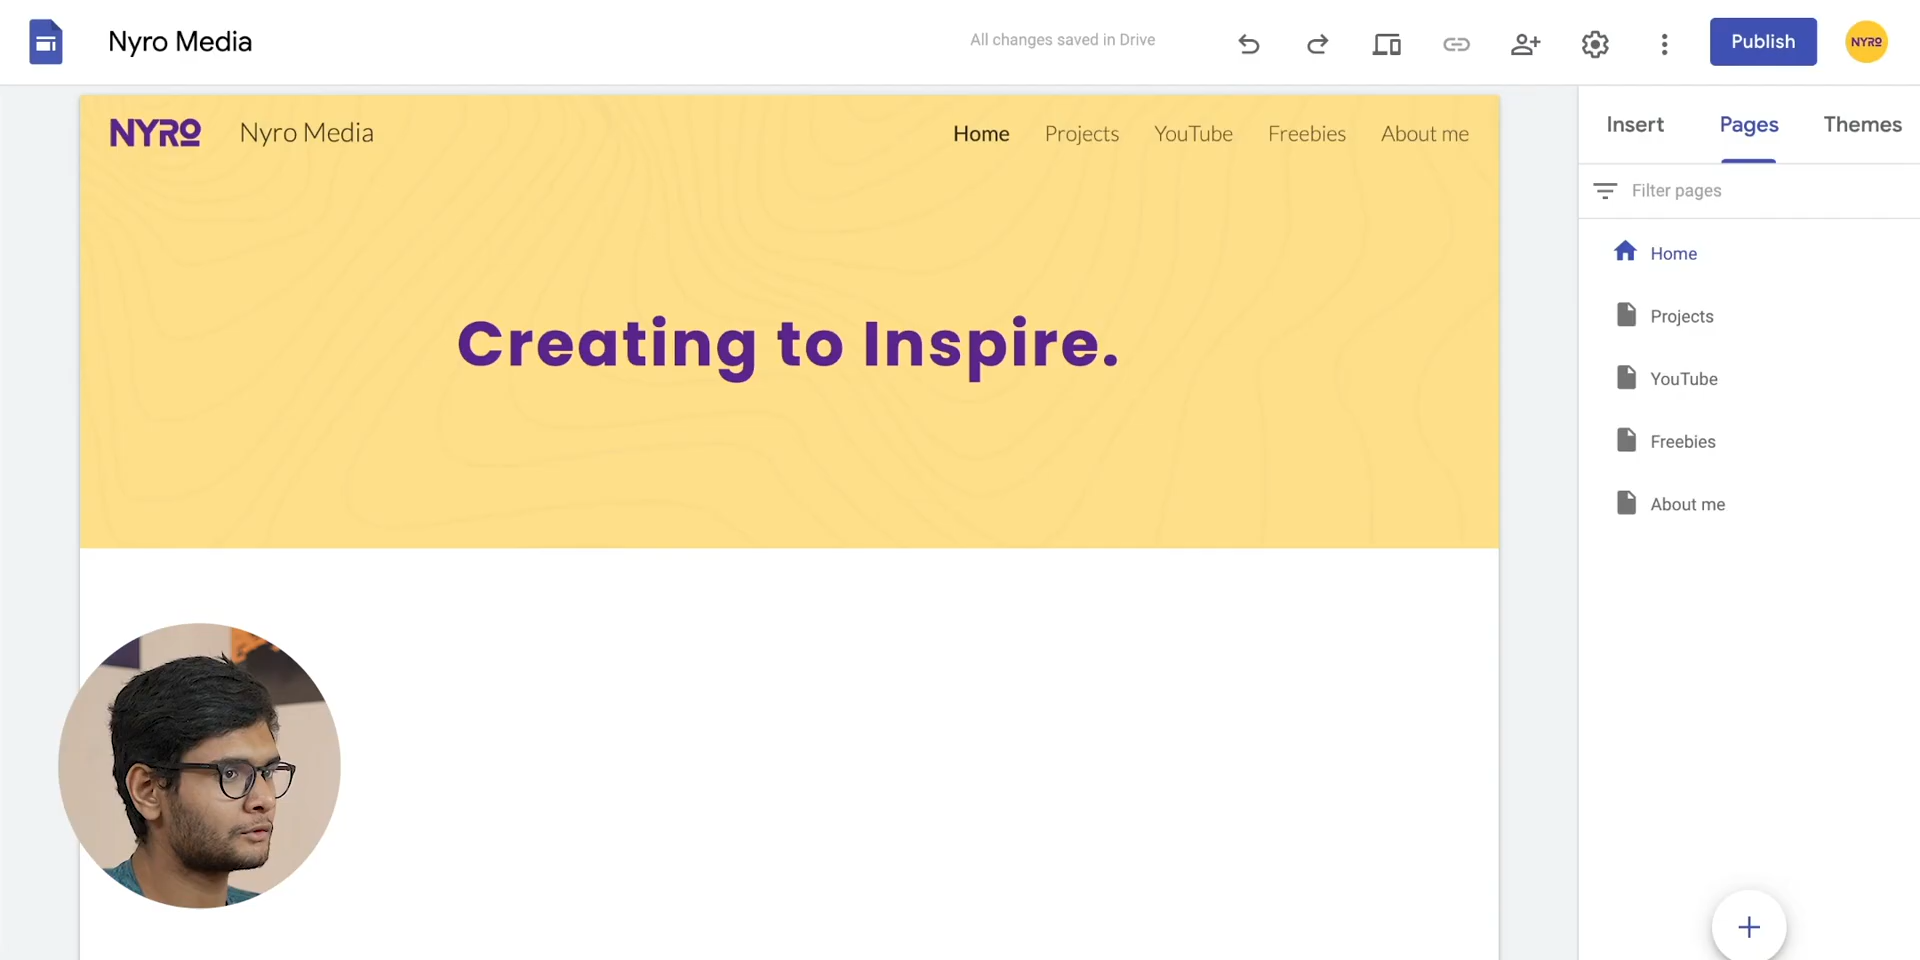 Nyro Media
All changes saved in Drive
Publish
NYRO
NYRO Nyro Media
Home Projects YouTube Freebies About me
Creating to Inspire.
Insert Pages Themes
Filter pages
Home
Projects
YouTube
Freebies
About me